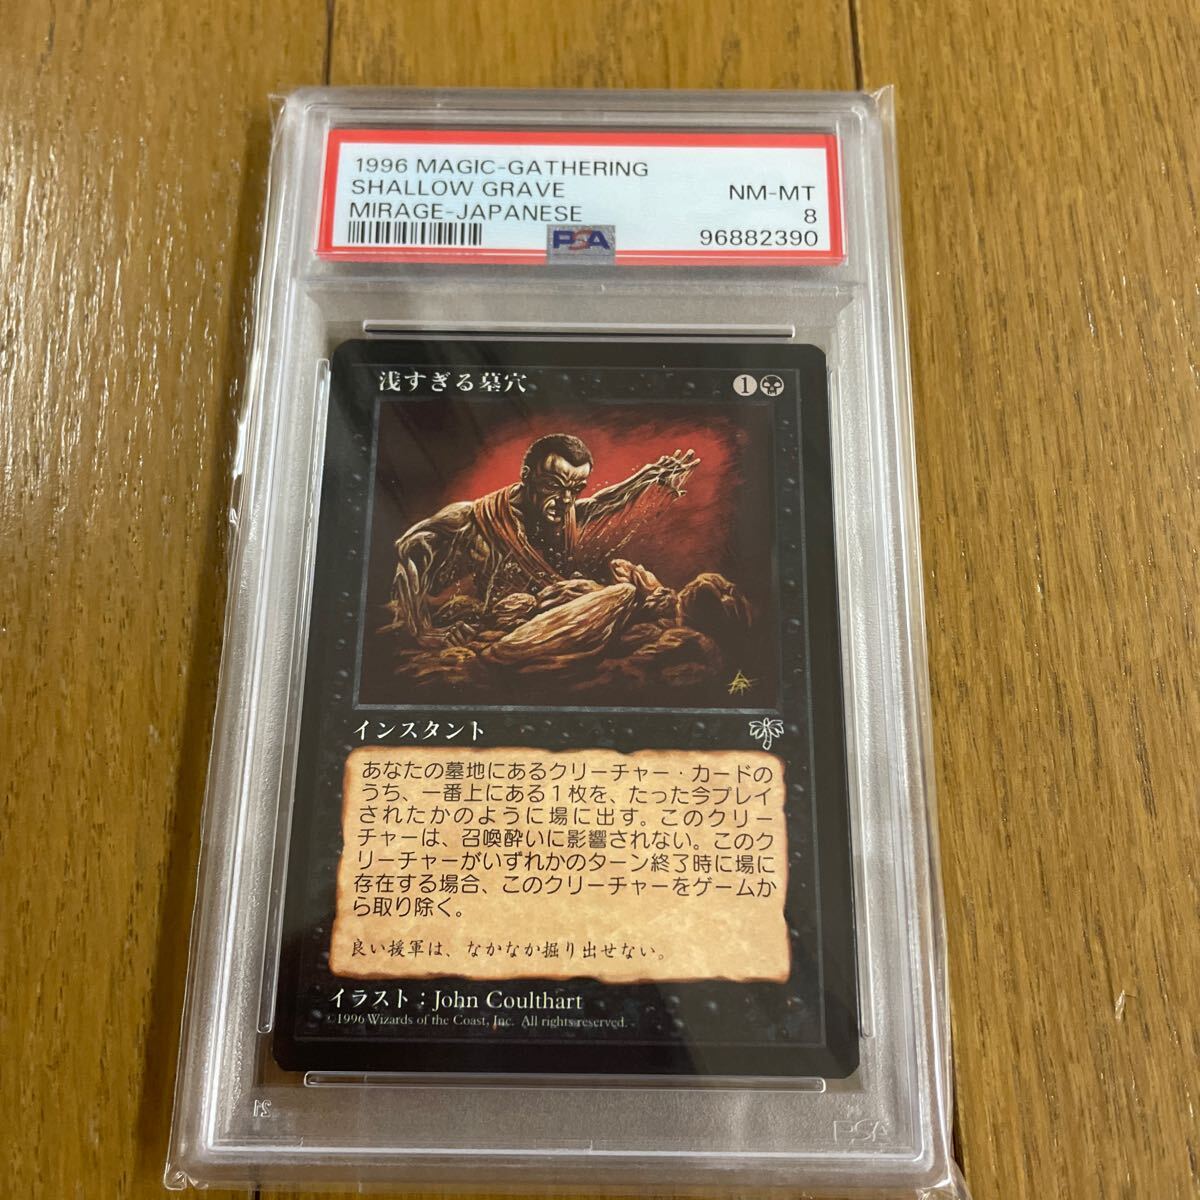 1996 MAGIC-GATHERING
SHALLOW GRAVE
MIRAGE-JAPANESE
NM-MT
8
96882390
PSA
浅すぎる墓穴
1
インスタント
あなたの墓地にあるクリーチャー・カードの
うち、一番上にある1枚を、たった今プレイ
されたかのように場に出す。このクリー
チャーは、召喚酔いに影響されない。このク
リーチャーがいずれかのターン終了時に場に
存在する場合、このクリーチャーをゲームか
ら取り除く。
良い援軍は、なかなか掘り出せない。
イラスト：John Coulthart
©1996 Wizards of the Coast, Inc. All rights reserved.
21
PSA